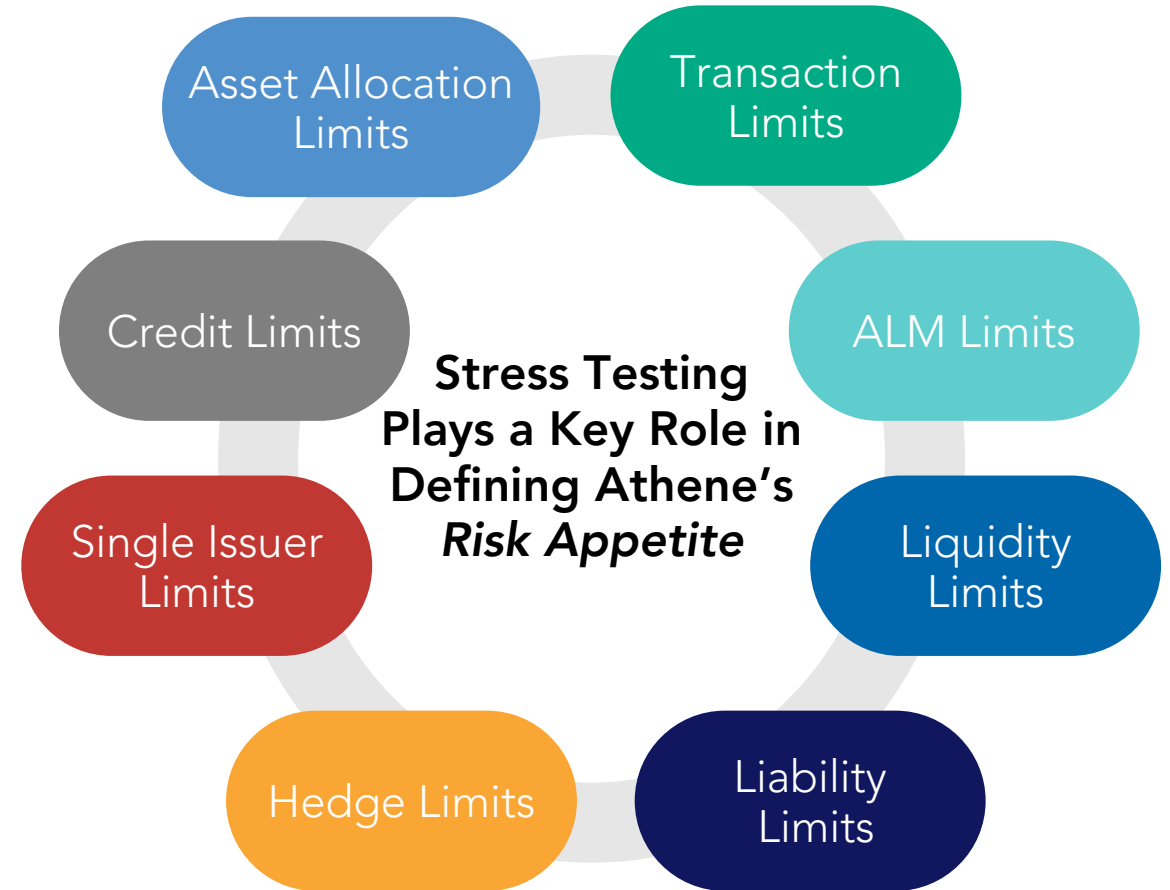 Asset Allocation
Limits
Transaction
Limits
Credit Limits
ALM Limits
Stress Testing
Plays a Key Role in
Defining Athene’s
Risk Appetite
Single Issuer
Limits
Liquidity
Limits
Hedge Limits
Liability
Limits